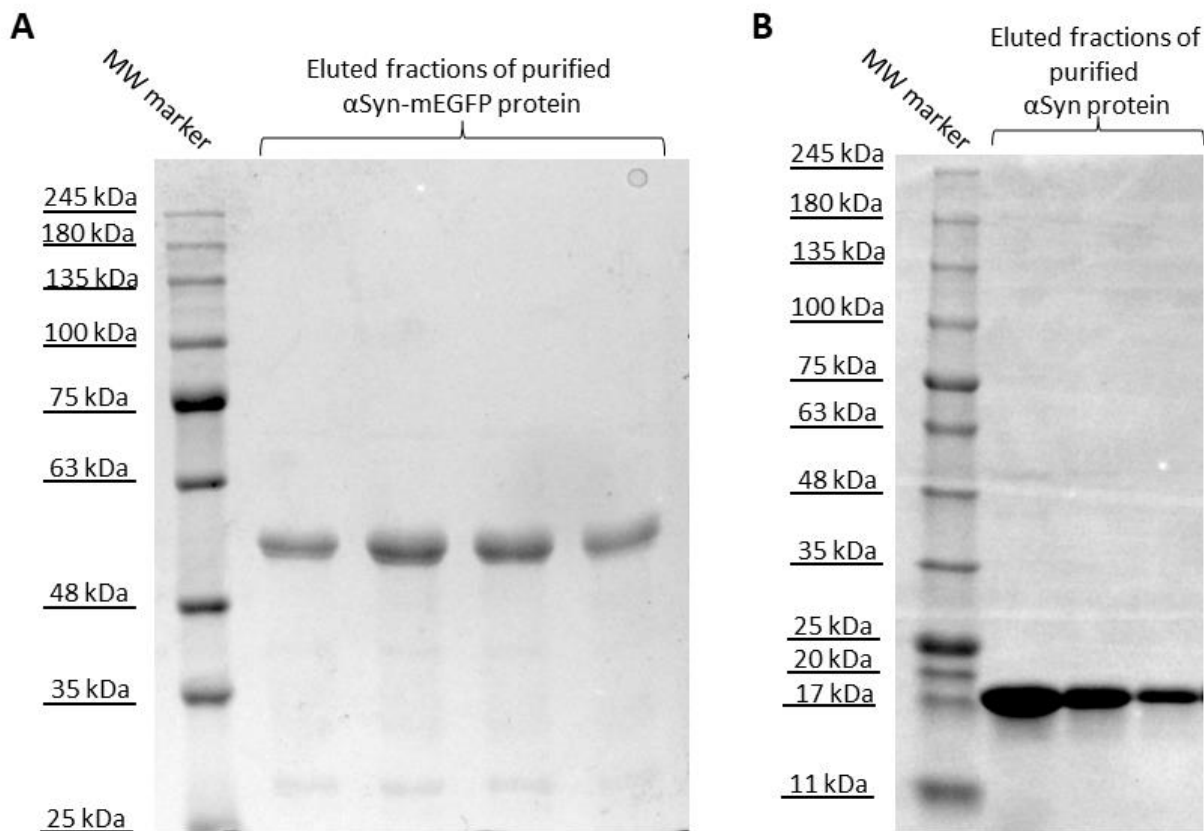 A
MW marker
Eluted fractions of purified
αSyn-mEGFP protein
245 kDa
180 kDa
135 kDa
100 kDa
75 kDa
63 kDa
48 kDa
35 kDa
25 kDa
B
MW marker
Eluted fractions of
purified
αSyn protein
245 kDa
180 kDa
135 kDa
100 kDa
75 kDa
63 kDa
48 kDa
35 kDa
25 kDa
20 kDa
17 kDa
11 kDa